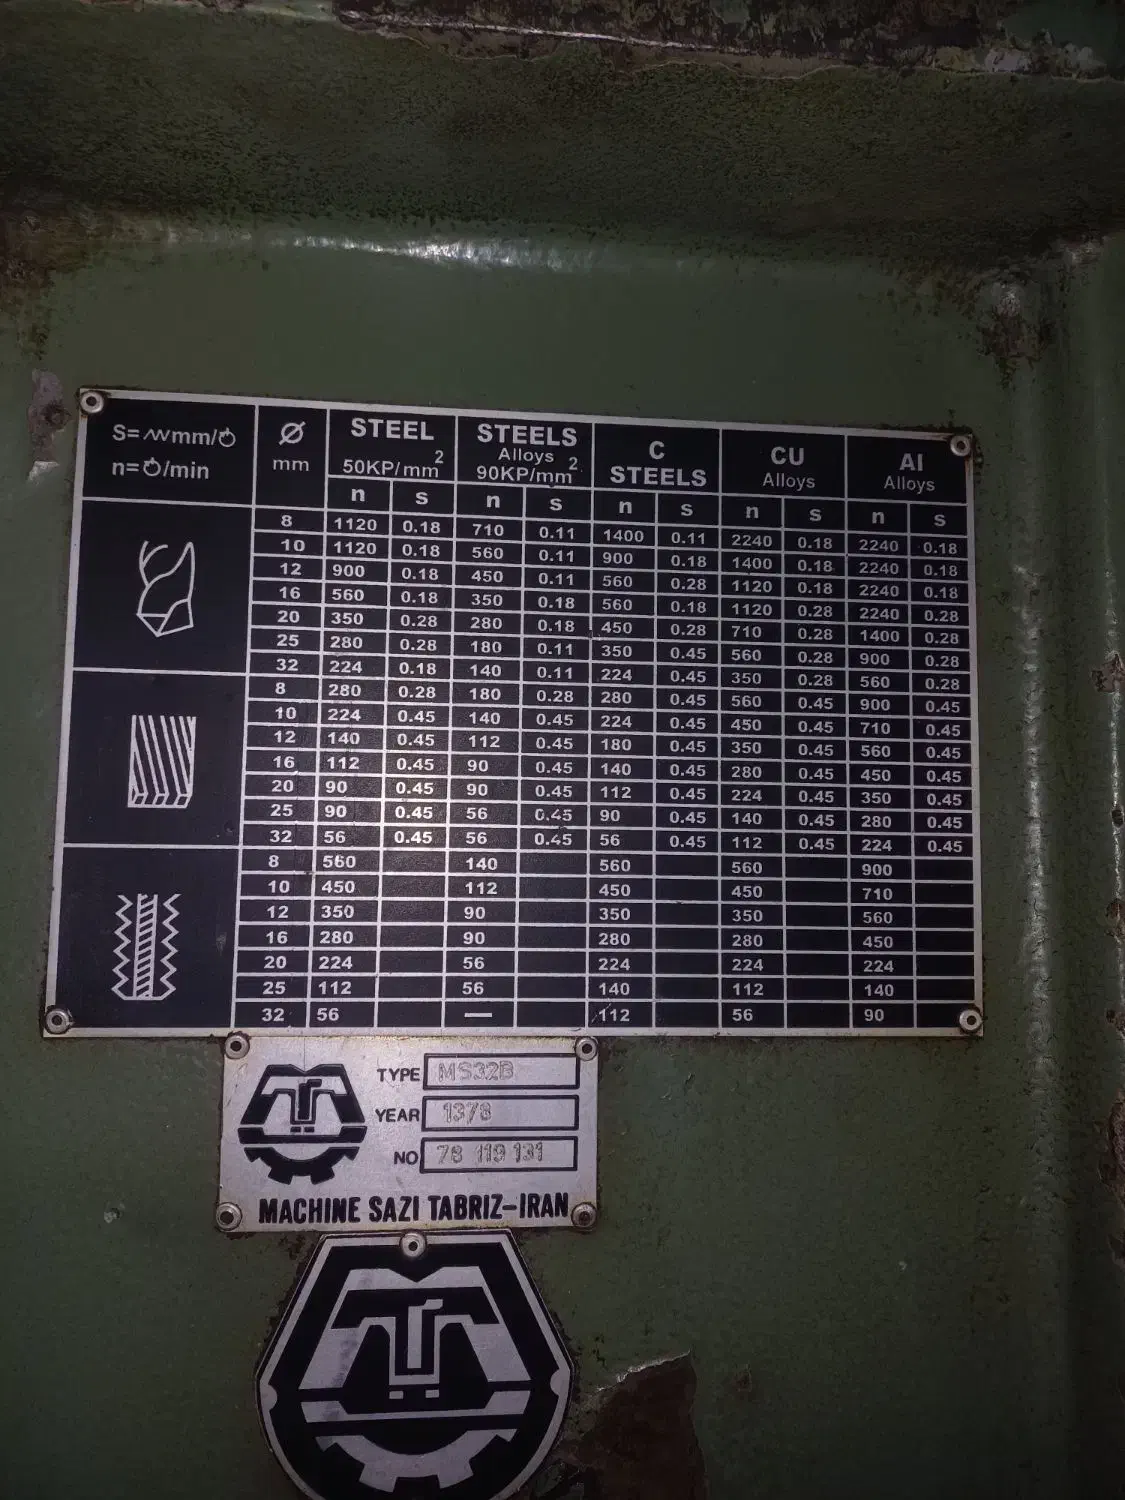 S= mm/
n= /min
Ø mm
STEEL 50KP/mm²
STEELS Alloys 90KP/mm²
C STEELS
CU Alloys
Al Alloys
n s n s n s n s n s
8 1120 0.18 710 0.11 1400 0.11 2240 0.18 2240 0.18
10 1120 0.18 560 0.11 900 0.18 1400 0.18 2240 0.18
12 900 0.18 450 0.11 560 0.28 1120 0.18 2240 0.18
16 560 0.18 350 0.18 560 0.18 1120 0.28 2240 0.28
20 350 0.28 280 0.18 450 0.28 710 0.28 1400 0.28
25 280 0.28 180 0.11 350 0.45 560 0.28 900 0.28
32 224 0.18 140 0.11 224 0.45 350 0.28 560 0.28
8 280 0.28 180 0.28 280 0.45 560 0.45 900 0.45
10 224 0.45 140 0.45 224 0.45 450 0.45 710 0.45
12 140 0.45 112 0.45 180 0.45 350 0.45 560 0.45
16 112 0.45 90 0.45 140 0.45 280 0.45 450 0.45
20 90 0.45 90 0.45 112 0.45 224 0.45 350 0.45
25 90 0.45 56 0.45 90 0.45 140 0.45 280 0.45
32 56 0.45 56 0.45 56 0.45 112 0.45 224 0.45
8 560 140 560 560 900
10 450 112 450 450 710
12 350 90 350 350 560
16 280 90 280 280 450
20 224 56 224 224 224
25 112 56 140 112 140
32 56 — 112 56 90
TYPE MS32B
YEAR 1378
NO 78 119 131
MACHINE SAZI TABRIZ-IRAN